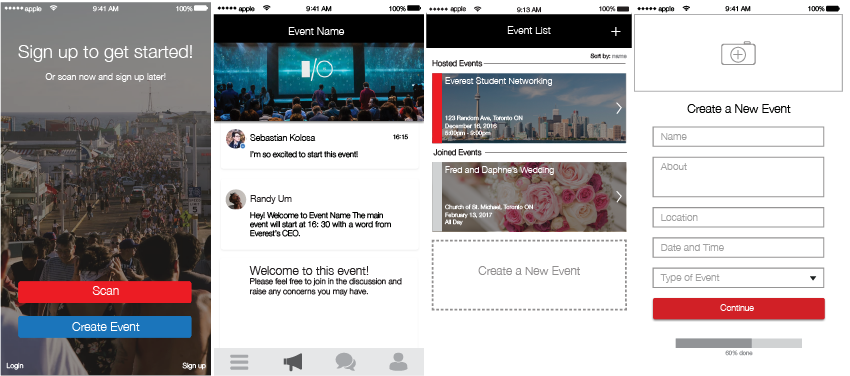 apple 9:41 AM 100%
Sign up to get started!
Or scan now and sign up later!
Scan
Create Event
Login Sign up
apple 9:41 AM 100%
Event Name
I/O
Sebastian Kolosa 16:15
I'm so excited to start this event!
Randy Um
Hey! Welcome to Event Name The main
event will start at 16: 30 with a word from
Everest's CEO.
Welcome to this event!
Please feel free to join in the discussion and
raise any concerns you may have.
apple 9:13 AM 100%
Event List +
Sort by: name
Hosted Events
Everest Student Networking
123 Random Ave, Toronto ON
December 16, 2016
6:00pm - 9:00pm
Joined Events
Fred and Daphne's Wedding
Church of St. Michael, Toronto ON
February 13, 2017
All Day
Create a New Event
apple 9:41 AM 100%
Create a New Event
Name
About
Location
Date and Time
Type of Event
Continue
60% done